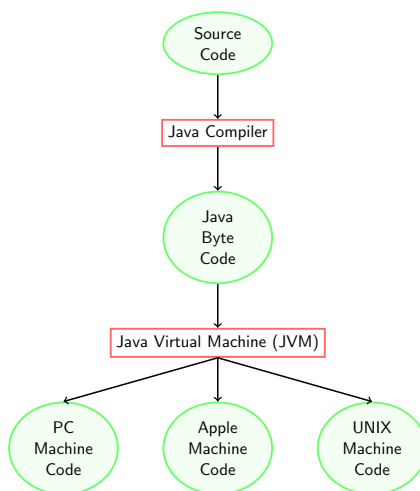 Source
Code
Java Compiler
Java
Byte
Code
Java Virtual Machine (JVM)
PC
Machine
Code
Apple
Machine
Code
UNIX
Machine
Code